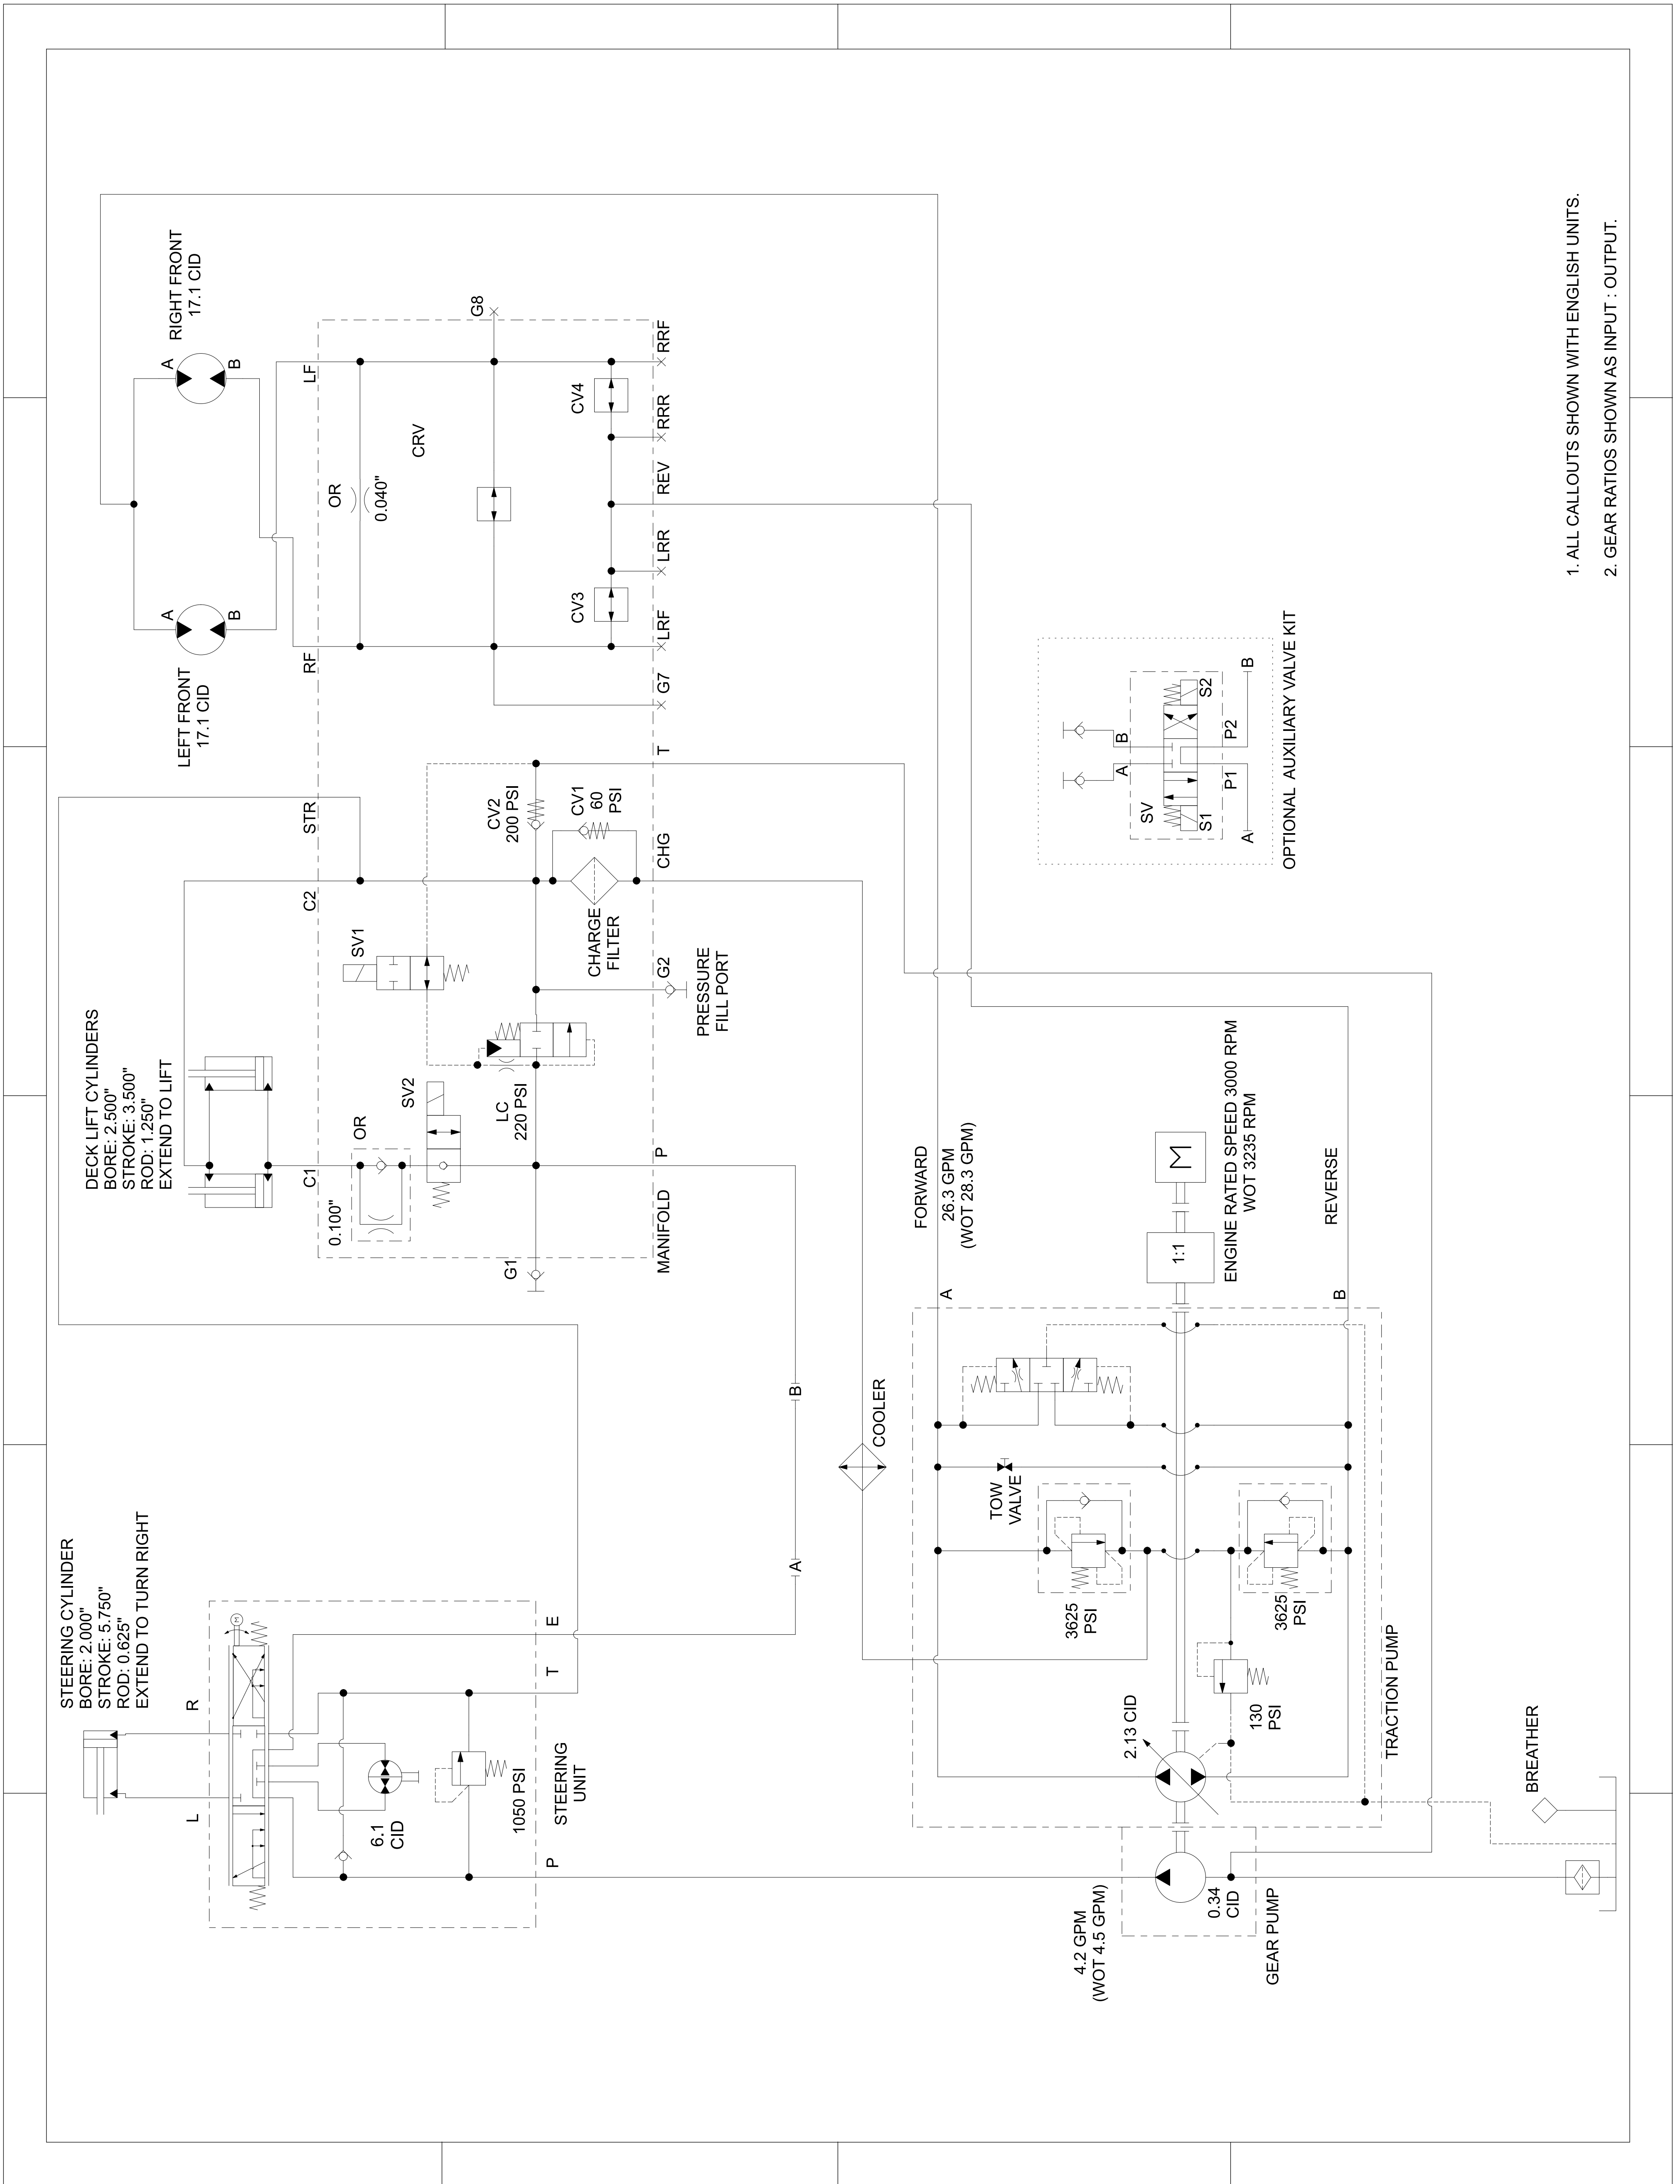 STEERING CYLINDER
BORE: 2.000"
STROKE: 5.750"
ROD: 0.625"
EXTEND TO TURN RIGHT
L
R
M
6.1
CID
1050 PSI
STEERING
UNIT
P
T
E
A
B
DECK LIFT CYLINDERS
BORE: 2.500"
STROKE: 3.500"
ROD: 1.250"
EXTEND TO LIFT
C1
C2
STR
0.100"
OR
SV1
SV2
LC
220 PSI
G1
MANIFOLD
P
G2
PRESSURE
FILL PORT
CHARGE
FILTER
CV2
200 PSI
CV1
60
PSI
CHG
T
LEFT FRONT
17.1 CID
A
B
RIGHT FRONT
17.1 CID
A
B
RF
LF
OR
0.040"
CRV
G8
CV3
CV4
G7
LRF
LRR
REV
RRR
RRF
COOLER
4.2 GPM
(WOT 4.5 GPM)
0.34
CID
GEAR PUMP
2.13 CID
130
PSI
3625
PSI
3625
PSI
TOW
VALVE
TRACTION PUMP
A
B
FORWARD
26.3 GPM
(WOT 28.3 GPM)
1:1
M
ENGINE RATED SPEED 3000 RPM
WOT 3235 RPM
REVERSE
BREATHER
A
B
SV
S1
S2
P1
P2
A
B
OPTIONAL AUXILIARY VALVE KIT
1. ALL CALLOUTS SHOWN WITH ENGLISH UNITS.
2. GEAR RATIOS SHOWN AS INPUT : OUTPUT.